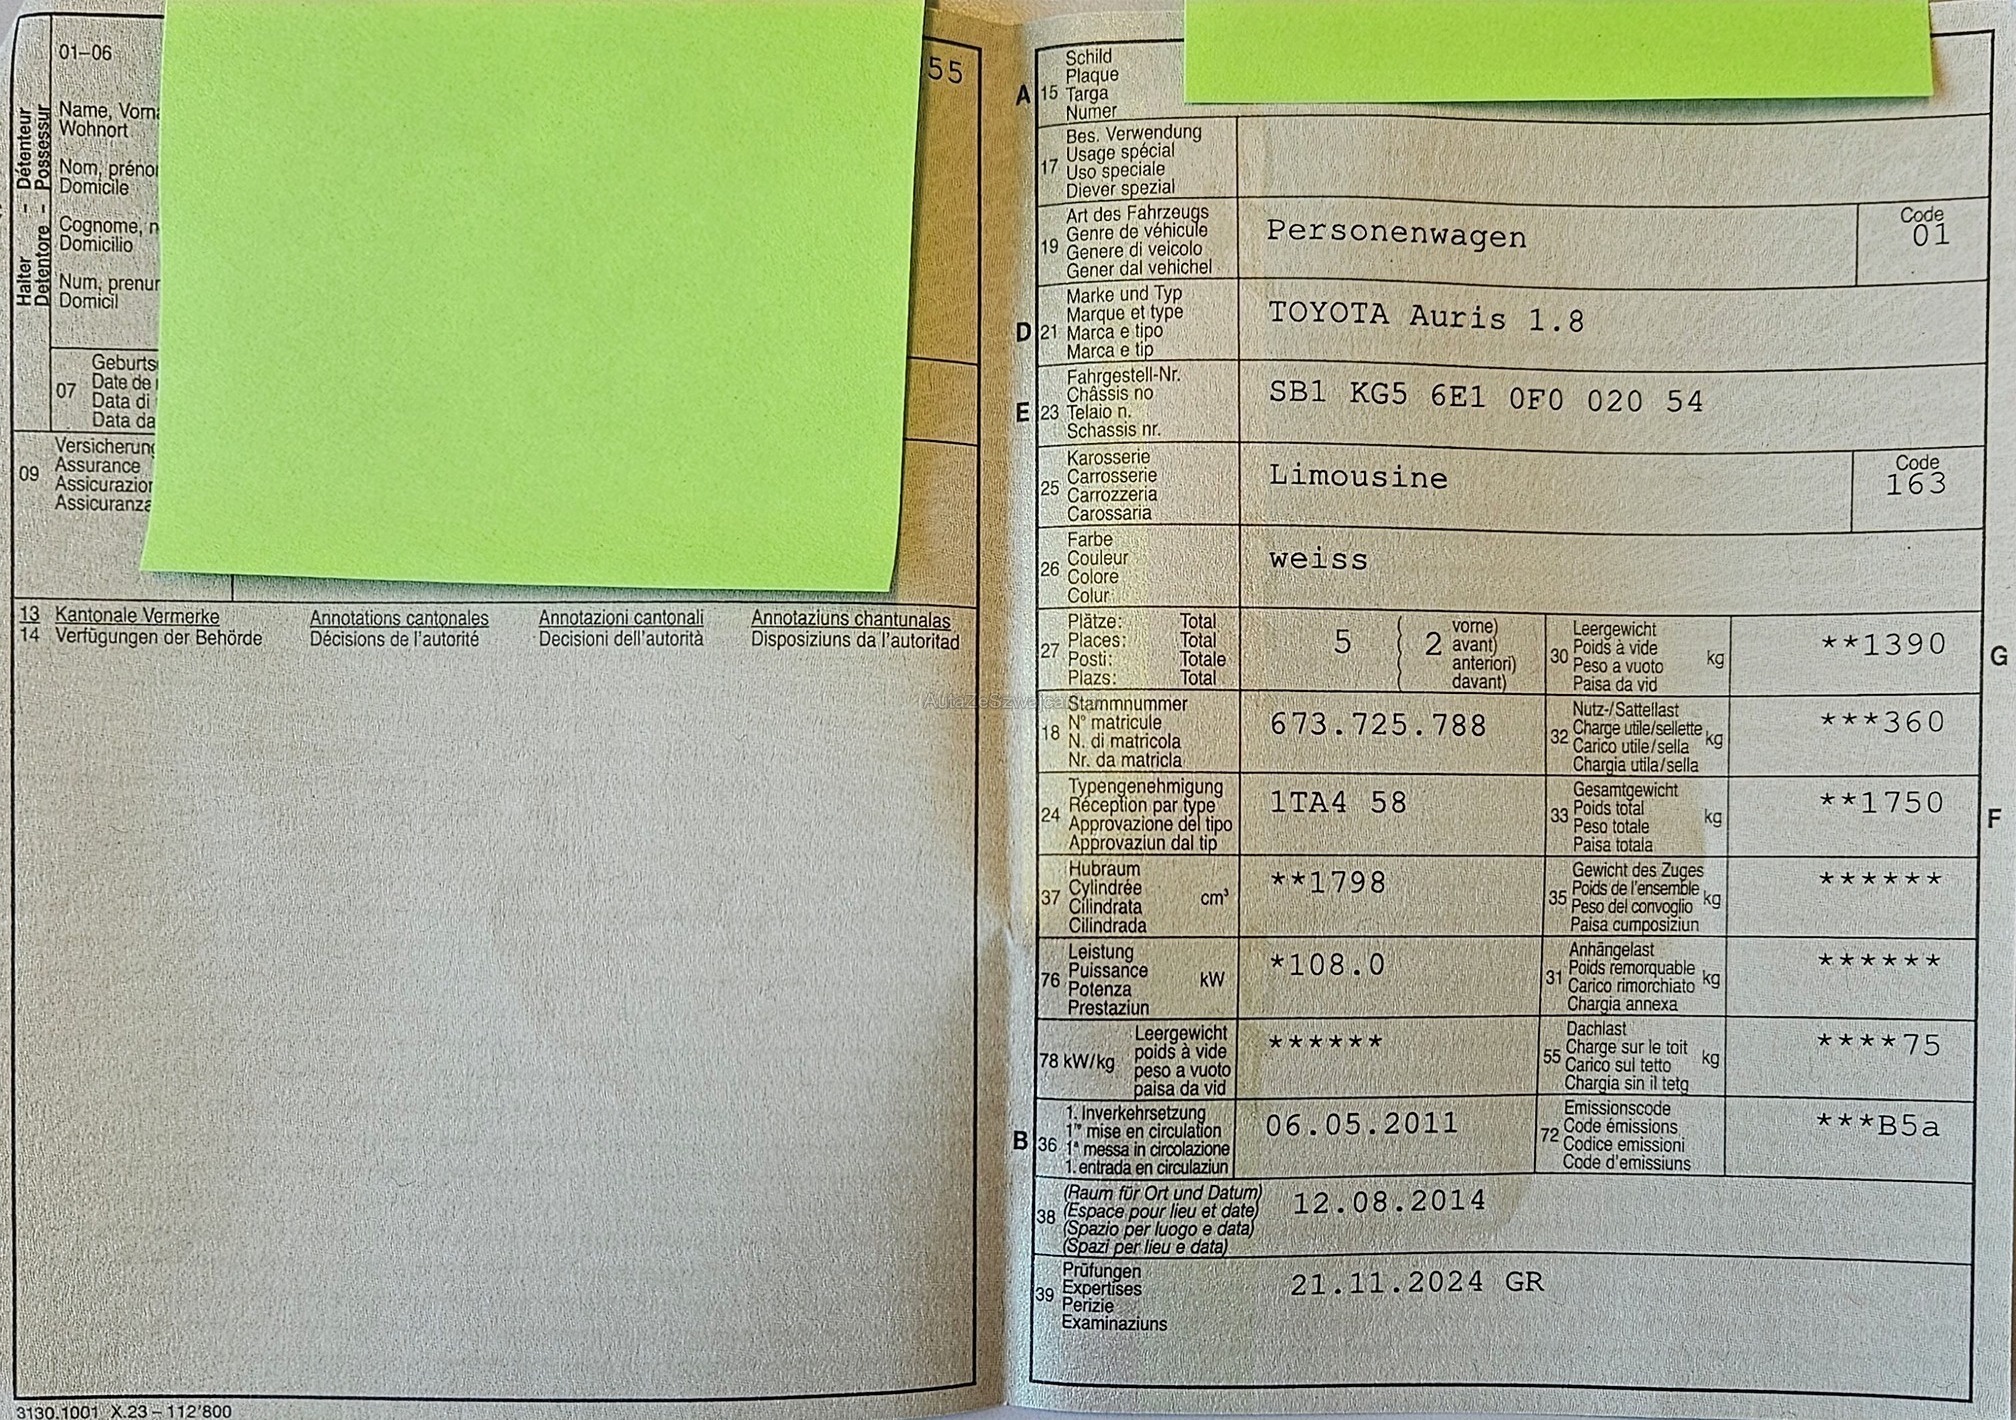 01–06
55
Halter – Détenteur
Detentore – Possessur
Name, Vorn
Wohnort
Nom, prénor
Domicile
Cognome, n
Domicilio
Num, prenur
Domicil
07
Geburts
Date de
Data di
Data da
09
Versicherung
Assurance
Assicurazion
Assicuranza
13 Kantonale Vermerke Annotations cantonales Annotazioni cantonali Annotaziuns chantunalas
14 Verfügungen der Behörde Décisions de l'autorité Decisioni dell'autorità Disposiziuns da l'autoritad
3130.1001 X.23 – 112'800
A 15
Schild
Plaque
Targa
Numer
17
Bes. Verwendung
Usage spécial
Uso speciale
Diever spezial
19
Art des Fahrzeugs
Genre de véhicule
Genere di veicolo
Gener dal vehichel
Personenwagen
Code
01
D 21
Marke und Typ
Marque et type
Marca e tipo
Marca e tip
TOYOTA Auris 1.8
E 23
Fahrgestell-Nr.
Châssis no
Telaio n.
Schassis nr.
SB1 KG5 6E1 0F0 020 54
25
Karosserie
Carrosserie
Carrozzeria
Carossaria
Limousine
Code
163
26
Farbe
Couleur
Colore
Colur
weiss
27
Plätze: Total
Places: Total
Posti: Totale
Plazs: Total
5
2
vorne)
avant)
anteriori)
davant)
30
Leergewicht
Poids à vide
Peso a vuoto
Paisa da vid
kg
**1390
G
18
Stammnummer
N° matricule
N. di matricola
Nr. da matricla
673.725.788
32
Nutz-/Sattellast
Charge utile/sellette
Carico utile/sella
Chargia utila/sella
kg
***360
24
Typengenehmigung
Réception par type
Approvazione del tipo
Approvaziun dal tip
1TA4 58
33
Gesamtgewicht
Poids total
Peso totale
Paisa totala
kg
**1750
F
37
Hubraum
Cylindrée
Cilindrata
Cilindrada
cm³
**1798
35
Gewicht des Zuges
Poids de l'ensemble
Peso del convoglio
Paisa cumposiziun
kg
******
76
Leistung
Puissance
Potenza
Prestaziun
kW
*108.0
31
Anhängelast
Poids remorquable
Carico rimorchiato
Chargia annexa
kg
******
78 kW/kg
Leergewicht
poids à vide
peso a vuoto
paisa da vid
******
55
Dachlast
Charge sur le toit
Carico sul tetto
Chargia sin il tetg
kg
****75
B 36
1. Inverkehrsetzung
1re mise en circulation
1a messa in circolazione
1. entrada en circulaziun
06.05.2011
72
Emissionscode
Code émissions
Codice emissioni
Code d'emissiuns
***B5a
38
(Raum für Ort und Datum)
(Espace pour lieu et date)
(Spazio per luogo e data)
(Spazi per lieu e data)
12.08.2014
39
Prüfungen
Expertises
Perizie
Examinaziuns
21.11.2024 GR